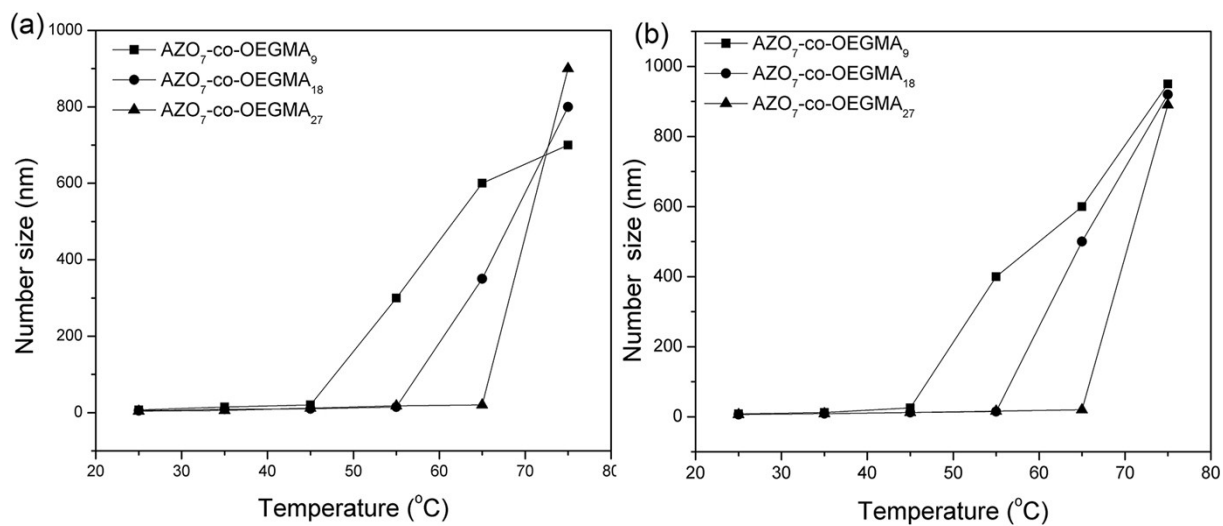 (a)
AZO7-co-OEGMA9
AZO7-co-OEGMA18
AZO7-co-OEGMA27
1000
800
600
400
200
0
Number size (nm)
20 30 40 50 60 70 80
Temperature (oC)
(b)
AZO7-co-OEGMA9
AZO7-co-OEGMA18
AZO7-co-OEGMA27
1000
800
600
400
200
0
Number size (nm)
20 30 40 50 60 70 80
Temperature (oC)